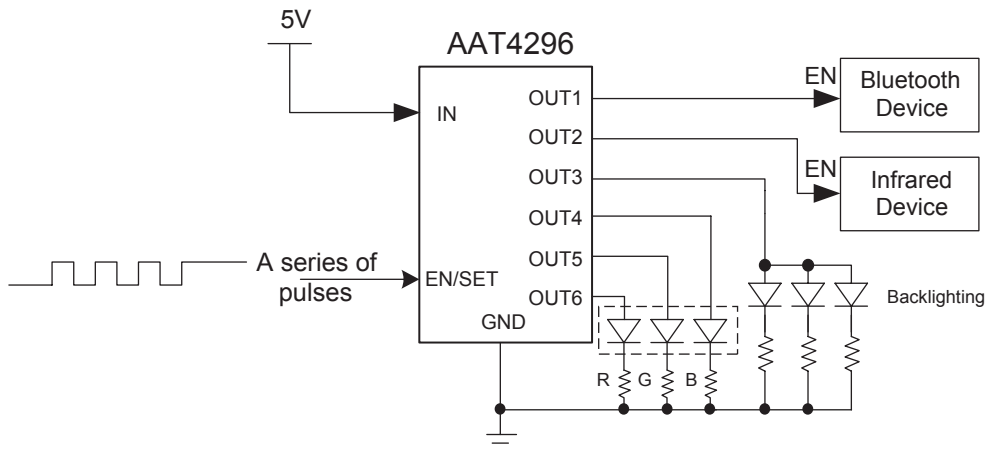 5V
AAT4296
IN
OUT1
OUT2
OUT3
OUT4
OUT5
OUT6
EN/SET
GND
A series of
pulses
EN
Bluetooth
Device
EN
Infrared
Device
Backlighting
R
G
B